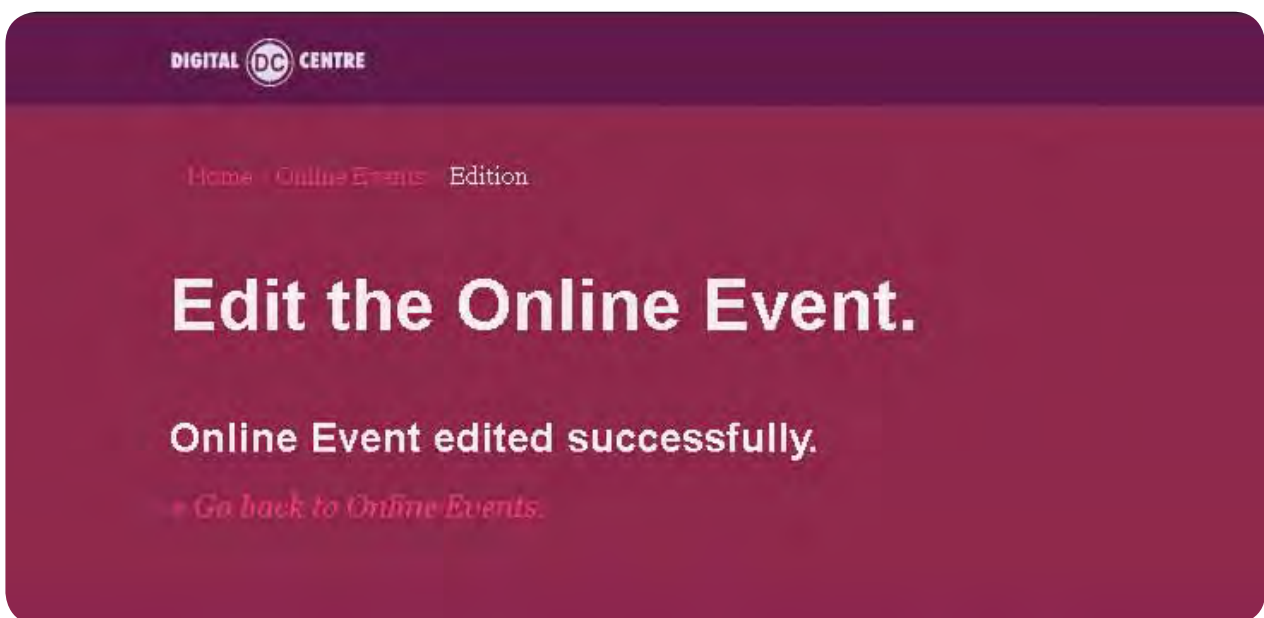 DIGITAL DC CENTRE
Home Online Events Edition
Edit the Online Event.
Online Event edited successfully.
« Go back to Online Events.